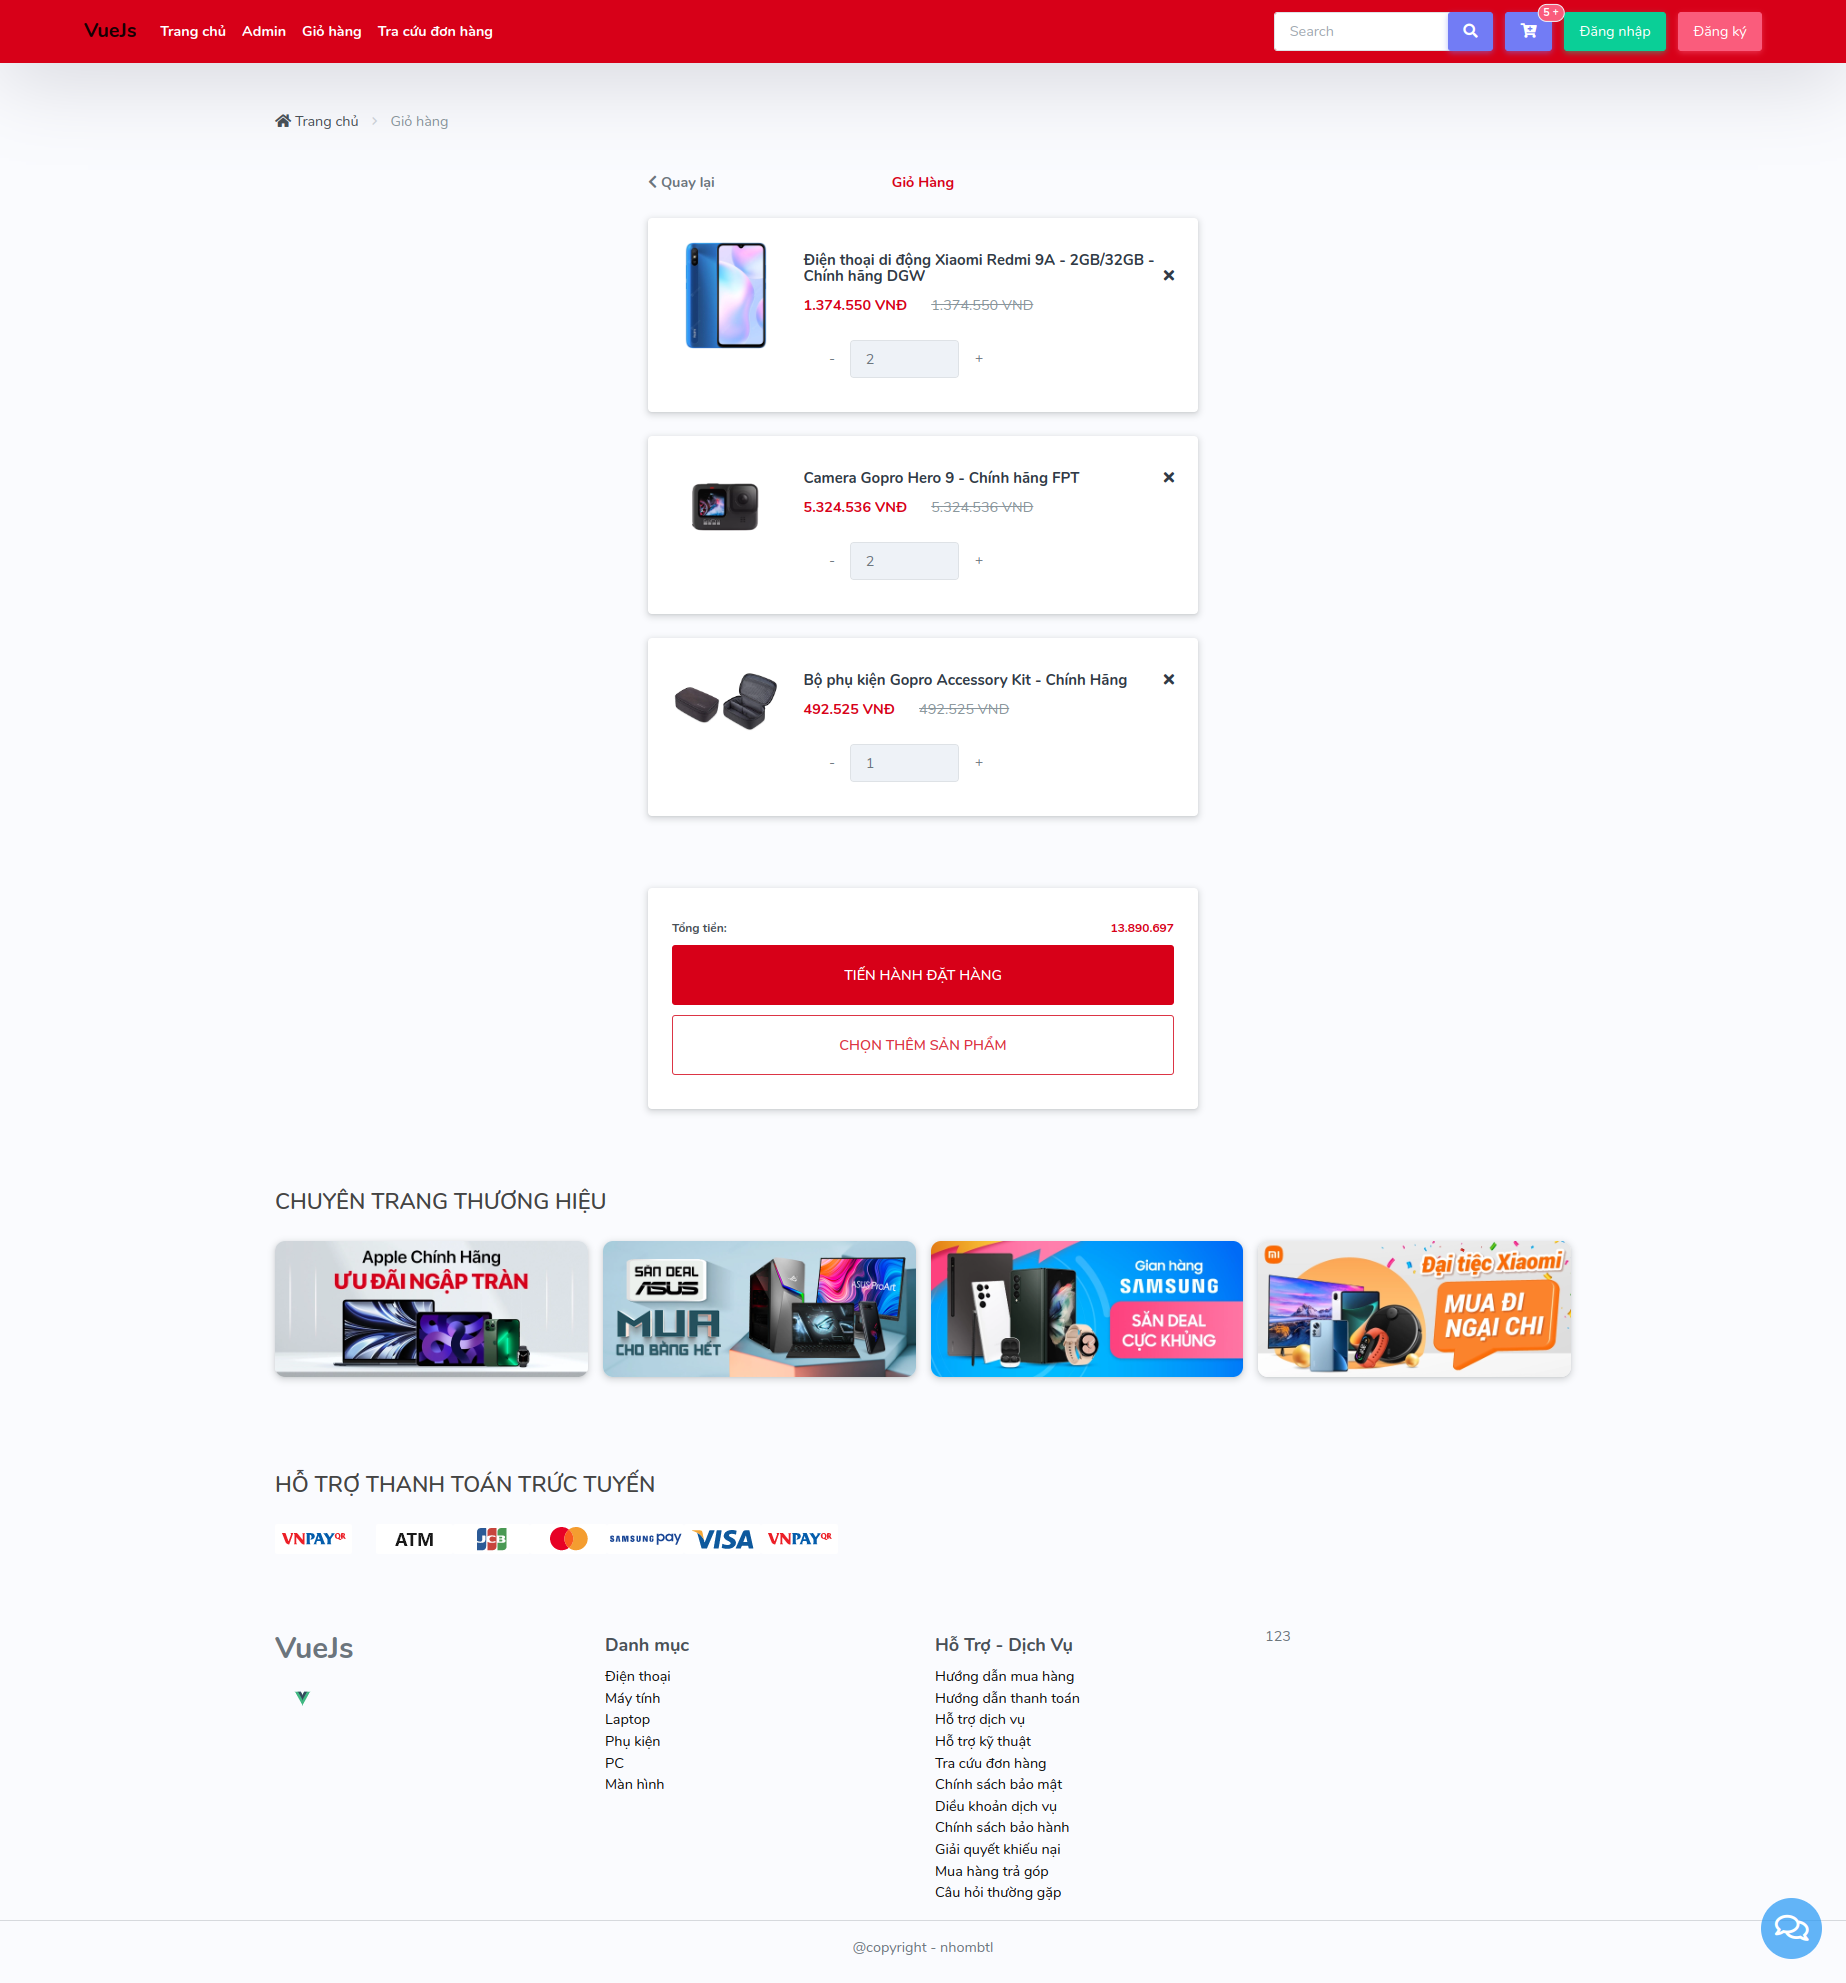 VueJs Trang chủ Admin Giỏ hàng Tra cứu đơn hàng Search 5 + Đăng nhập Đăng ký
Trang chủ Giỏ hàng
Quay lại Giỏ Hàng
Điện thoại di động Xiaomi Redmi 9A - 2GB/32GB -
Chính hãng DGW
1.374.550 VNĐ 1.374.550 VNĐ
- 2 +
Camera Gopro Hero 9 - Chính hãng FPT
5.324.536 VNĐ 5.324.536 VNĐ
- 2 +
Bộ phụ kiện Gopro Accessory Kit - Chính Hãng
492.525 VNĐ 492.525 VNĐ
- 1 +
Tổng tiền: 13.890.697
TIẾN HÀNH ĐẶT HÀNG
CHỌN THÊM SẢN PHẨM
CHUYÊN TRANG THƯƠNG HIỆU
Apple Chính Hãng
ƯU ĐÃI NGẬP TRÀN
SĂN DEAL
ASUS
MUA
CHO BẰNG HẾT
ASUS ProArt
Gian hàng
SAMSUNG
SĂN DEAL
CỰC KHỦNG
Đại tiệc Xiaomi
MUA ĐI
NGẠI CHI
HỖ TRỢ THANH TOÁN TRỨC TUYẾN
VNPAYQR ATM JCB SAMSUNG pay VISA VNPAYQR
VueJs
Danh mục
Điện thoại
Máy tính
Laptop
Phụ kiện
PC
Màn hình
Hỗ Trợ - Dịch Vụ
Hướng dẫn mua hàng
Hướng dẫn thanh toán
Hỗ trợ dịch vụ
Hỗ trợ kỹ thuật
Tra cứu đơn hàng
Chính sách bảo mật
Diều khoản dịch vụ
Chính sách bảo hành
Giải quyết khiếu nại
Mua hàng trả góp
Câu hỏi thường gặp
123
@copyright - nhombtl